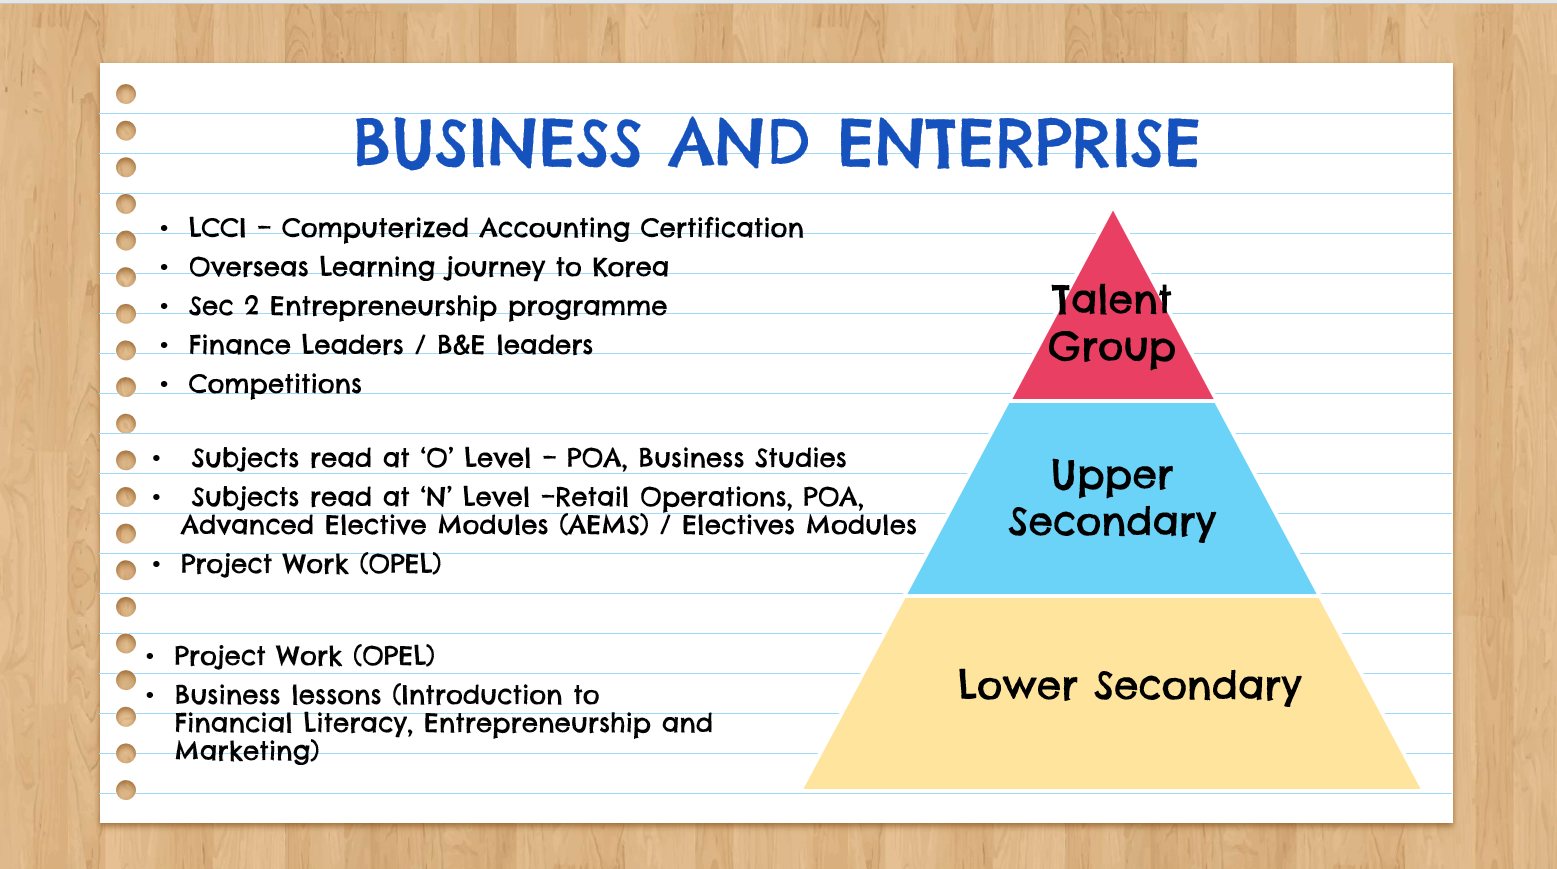 BUSINESS AND ENTERPRISE
• LCCI – Computerized Accounting Certification
• Overseas Learning journey to Korea
• Sec 2 Entrepreneurship programme
• Finance Leaders / B&E leaders
• Competitions
Talent
Group
• Subjects read at ‘O’ Level – POA, Business Studies
• Subjects read at ‘N’ Level –Retail Operations, POA,
Advanced Elective Modules (AEMS) / Electives Modules
• Project Work (OPEL)
Upper
Secondary
• Project Work (OPEL)
• Business lessons (Introduction to
Financial Literacy, Entrepreneurship and
Marketing)
Lower Secondary